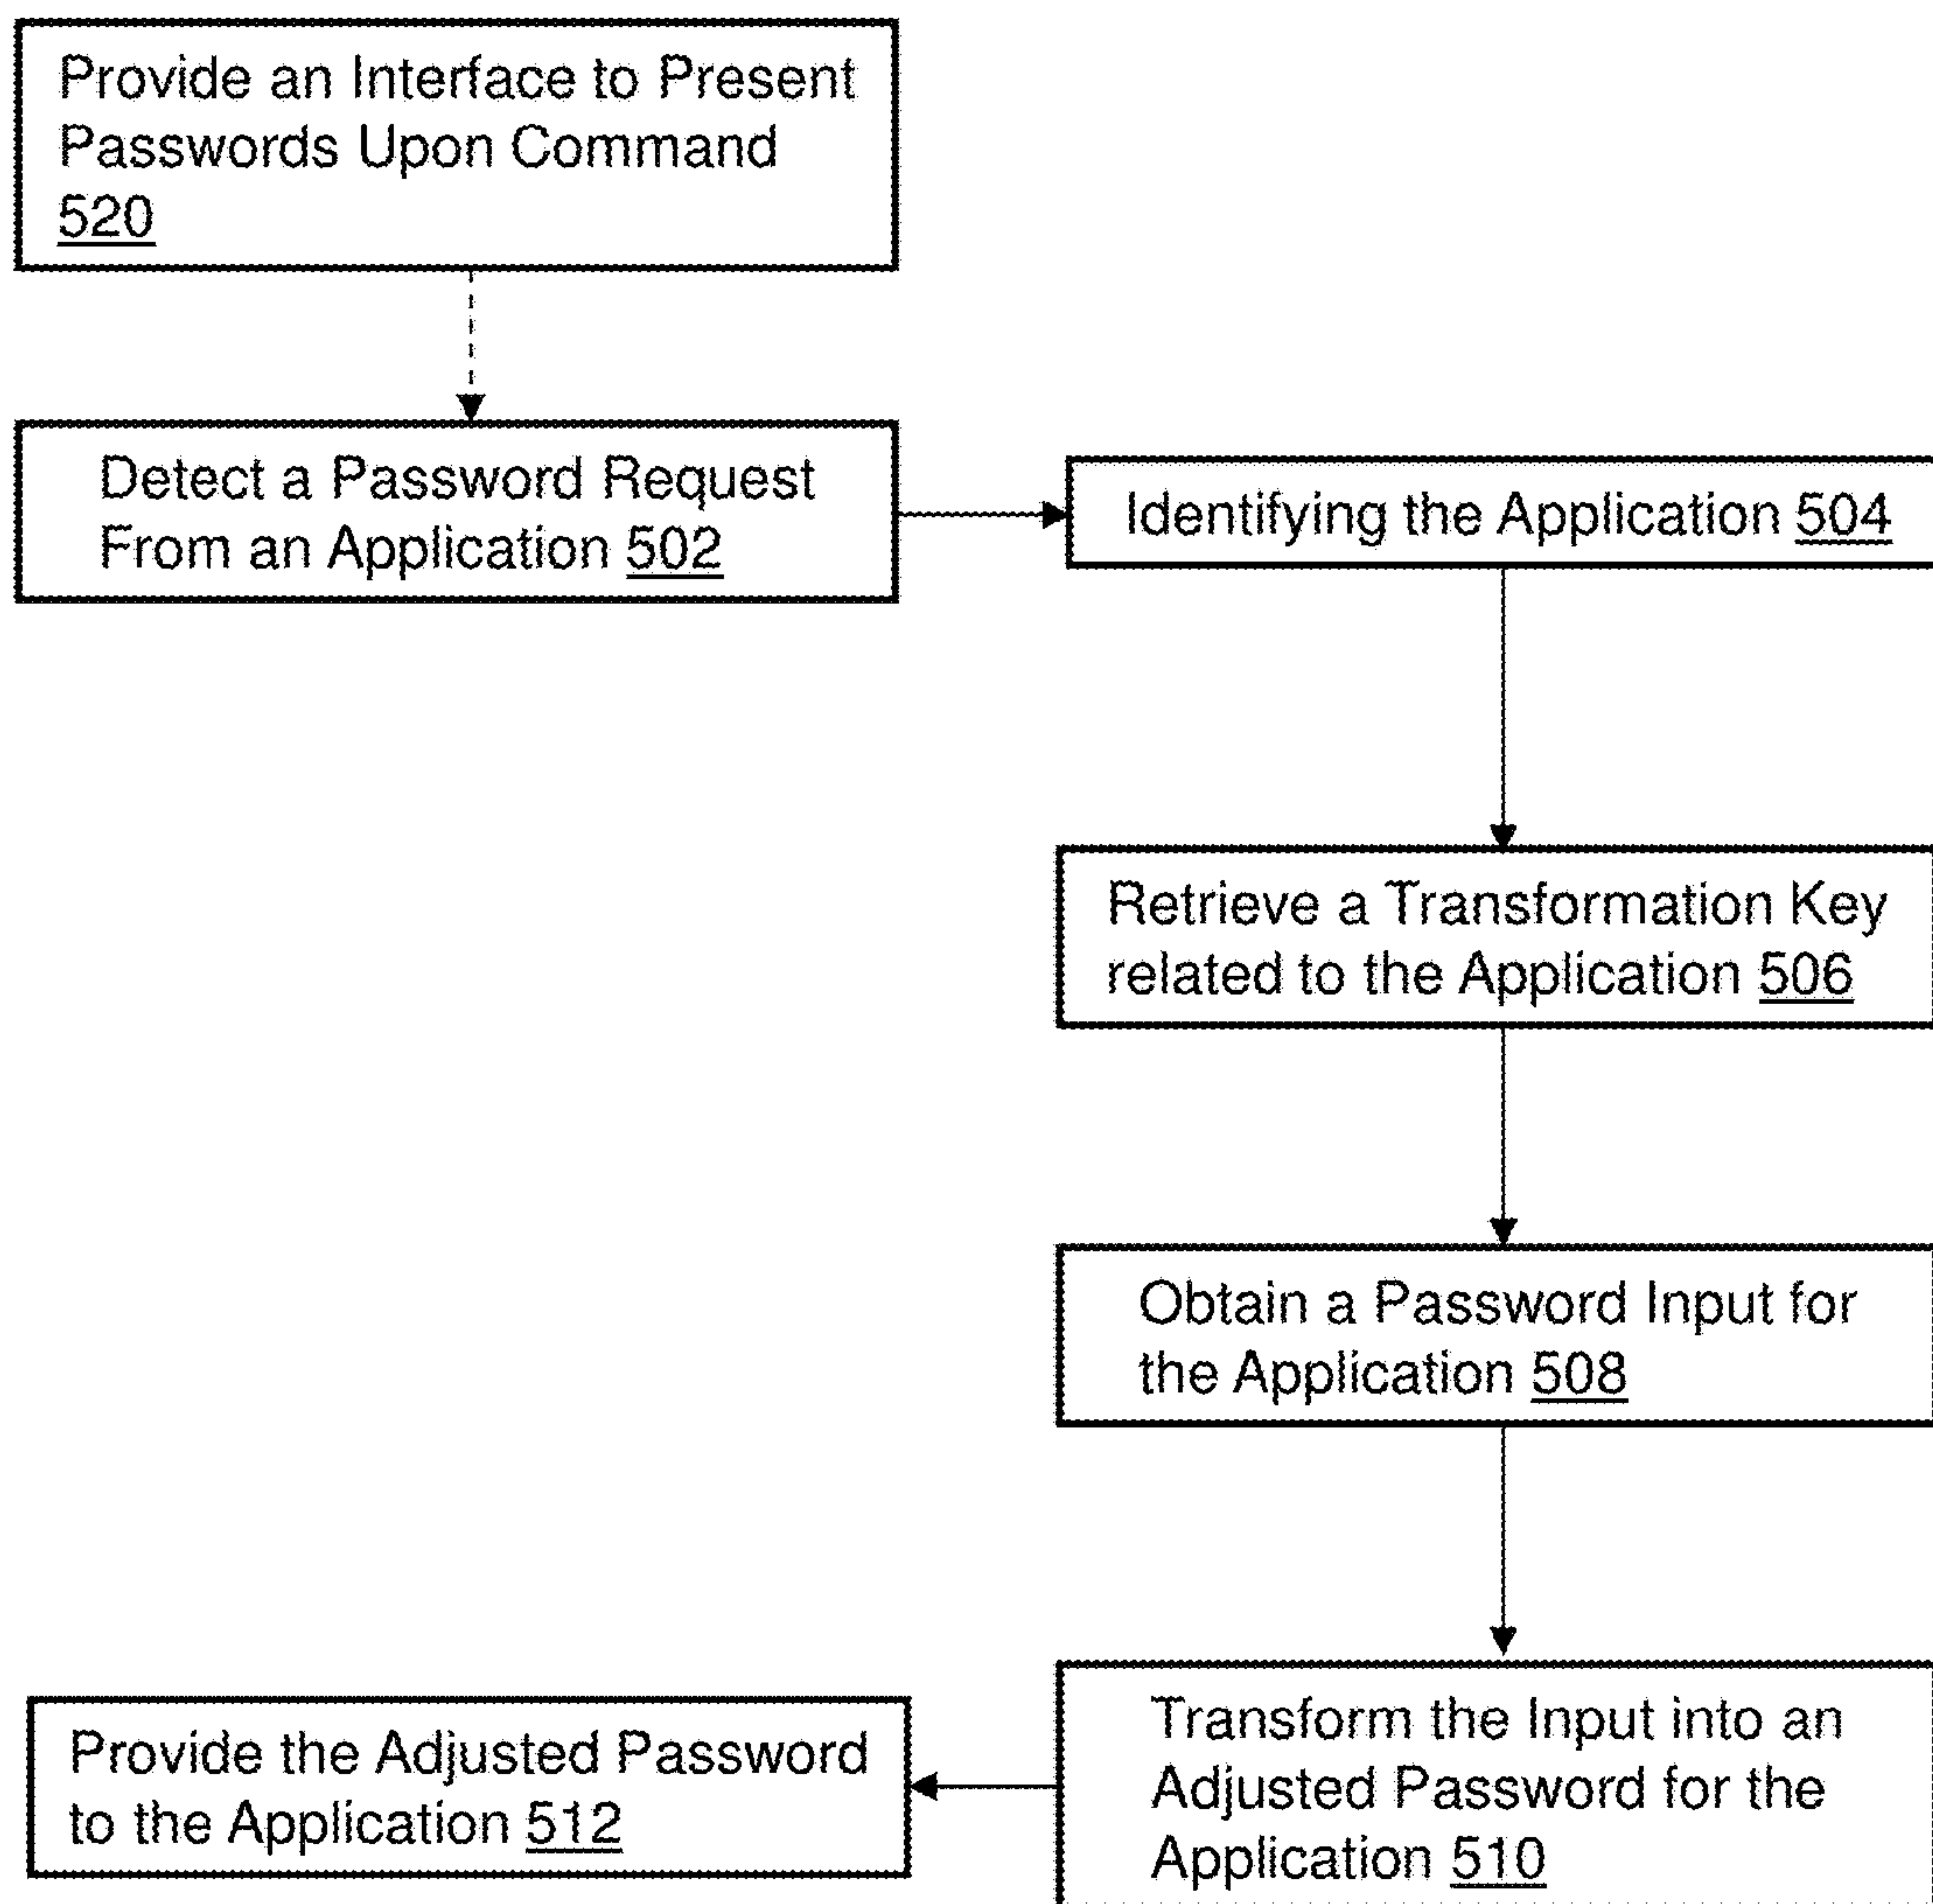 Provide an Interface to Present
Passwords Upon Command
520
Detect a Password Request
From an Application 502
Identifying the Application 504
Retrieve a Transformation Key
related to the Application 506
Obtain a Password Input for
the Application 508
Transform the Input into an
Adjusted Password for the
Application 510
Provide the Adjusted Password
to the Application 512